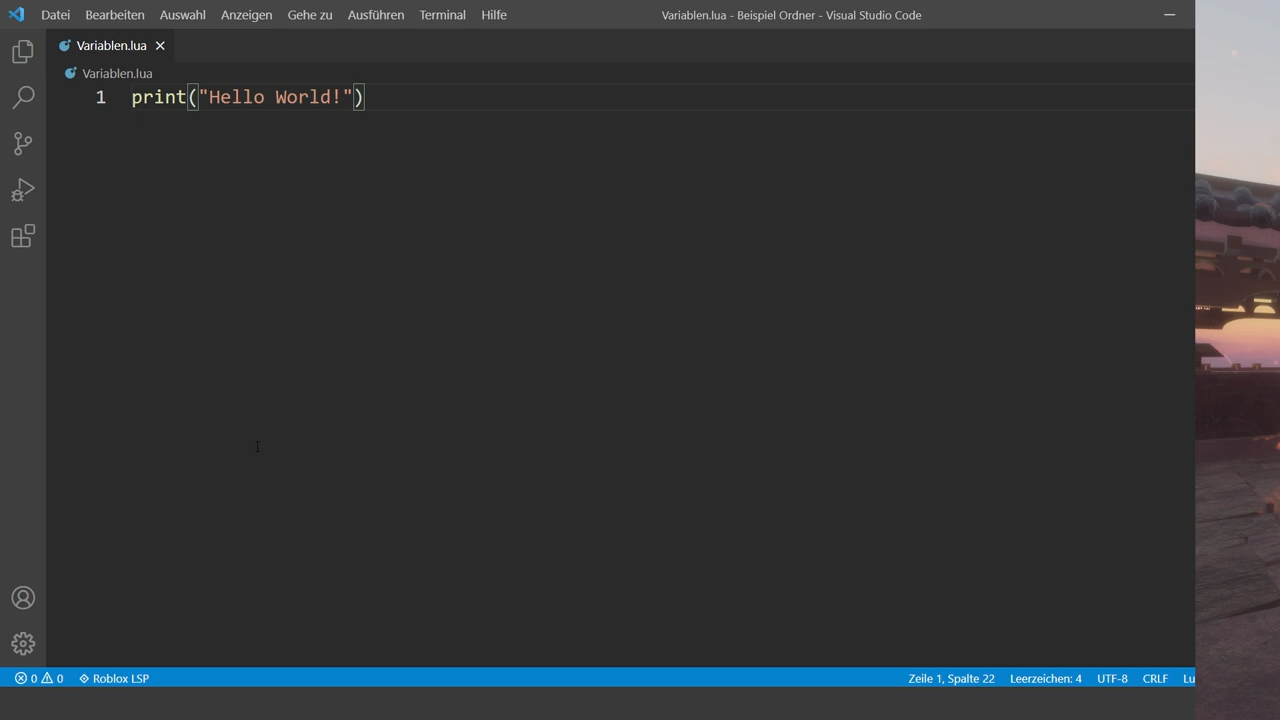 Datei Bearbeiten Auswahl Anzeigen Gehe zu Ausführen Terminal Hilfe Variablen.lua - Beispiel Ordner - Visual Studio Code
Variablen.lua
Variablen.lua
1 print("Hello World!")
0 0 Roblox LSP Zeile 1, Spalte 22 Leerzeichen: 4 UTF-8 CRLF Lu